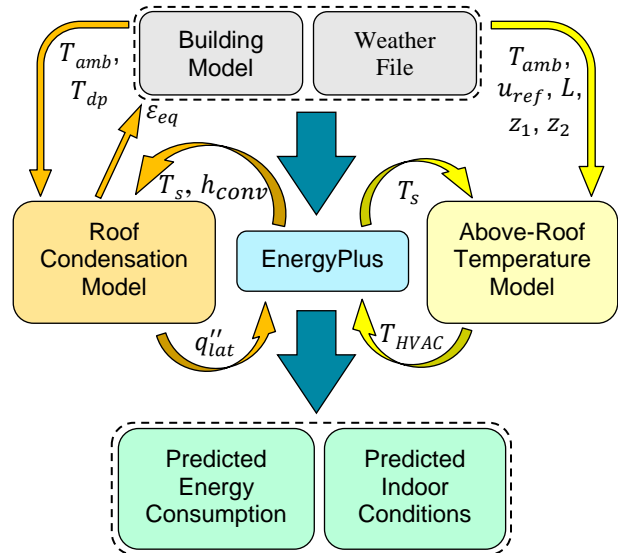 Building
Model
Weather
File
T_amb,
T_dp
ε_eq
T_amb,
u_ref, L,
z_1, z_2
T_s, h_conv
T_s
Roof
Condensation
Model
EnergyPlus
Above-Roof
Temperature
Model
q''_lat
T_HVAC
Predicted
Energy
Consumption
Predicted
Indoor
Conditions